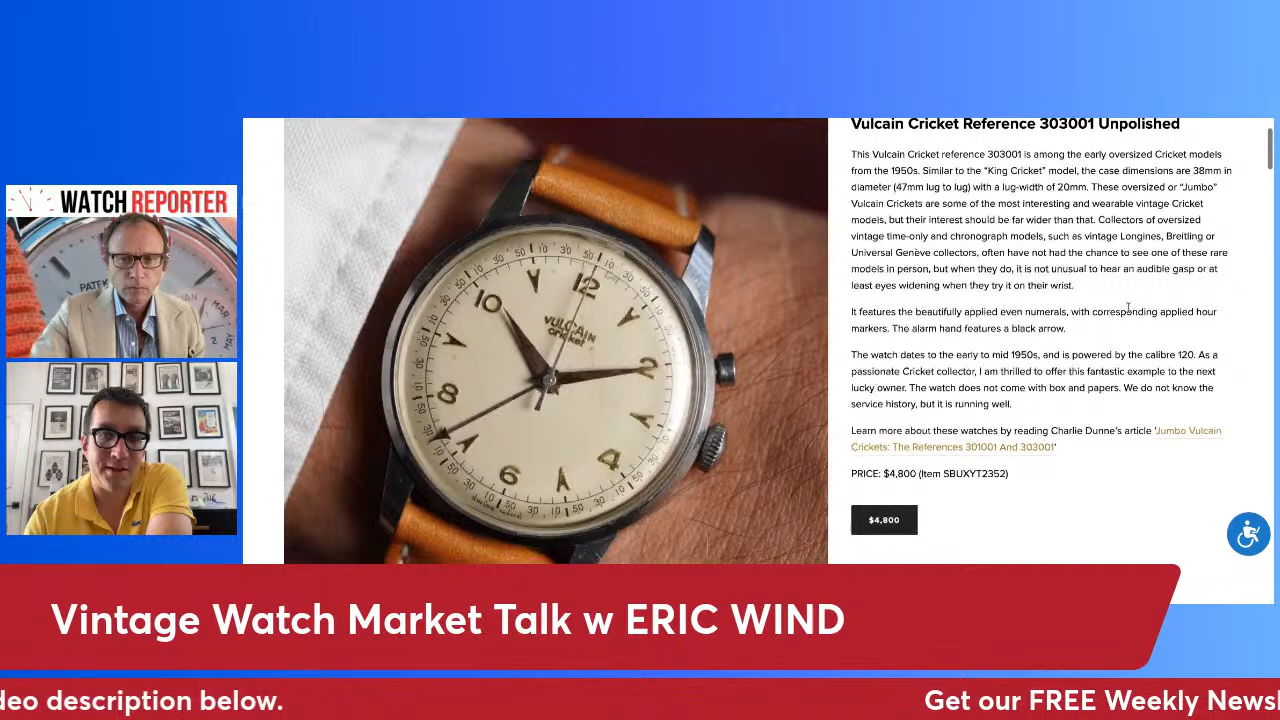 WATCH REPORTER
PATEK
MAR
MAY
VULCAIN
cricket
12
2
4
6
8
10
SWISS MADE
Vulcain Cricket Reference 303001 Unpolished
This Vulcain Cricket reference 303001 is among the early oversized Cricket models
from the 1950s. Similar to the “King Cricket” model, the case dimensions are 38mm in
diameter (47mm lug to lug) with a lug-width of 20mm. These oversized or “Jumbo”
Vulcain Crickets are some of the most interesting and wearable vintage Cricket
models, but their interest should be far wider than that. Collectors of oversized
vintage time-only and chronograph models, such as vintage Longines, Breitling or
Universal Genève collectors, often have not had the chance to see one of these rare
models in person, but when they do, it is not unusual to hear an audible gasp or at
least eyes widening when they try it on their wrist.
It features the beautifully applied even numerals, with corresponding applied hour
markers. The alarm hand features a black arrow.
The watch dates to the early to mid 1950s, and is powered by the calibre 120. As a
passionate Cricket collector, I am thrilled to offer this fantastic example to the next
lucky owner. The watch does not come with box and papers. We do not know the
service history, but it is running well.
Learn more about these watches by reading Charlie Dunne's article 'Jumbo Vulcain
Crickets: The References 301001 And 303001'
PRICE: $4,800 (Item SBUXYT2352)
$4,800
Vintage Watch Market Talk w ERIC WIND
deo description below.
Get our FREE Weekly Newsl